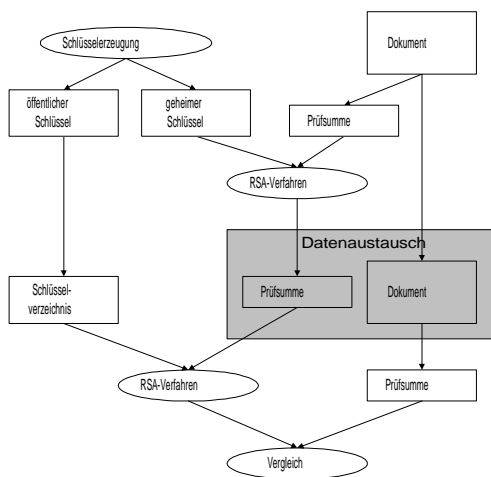 Schlüsselerzeugung
Dokument
öffentlicher
Schlüssel
geheimer
Schlüssel
Prüfsumme
RSA-Verfahren
Datenaustausch
Schlüssel-
verzeichnis
Prüfsumme
Dokument
RSA-Verfahren
Prüfsumme
Vergleich